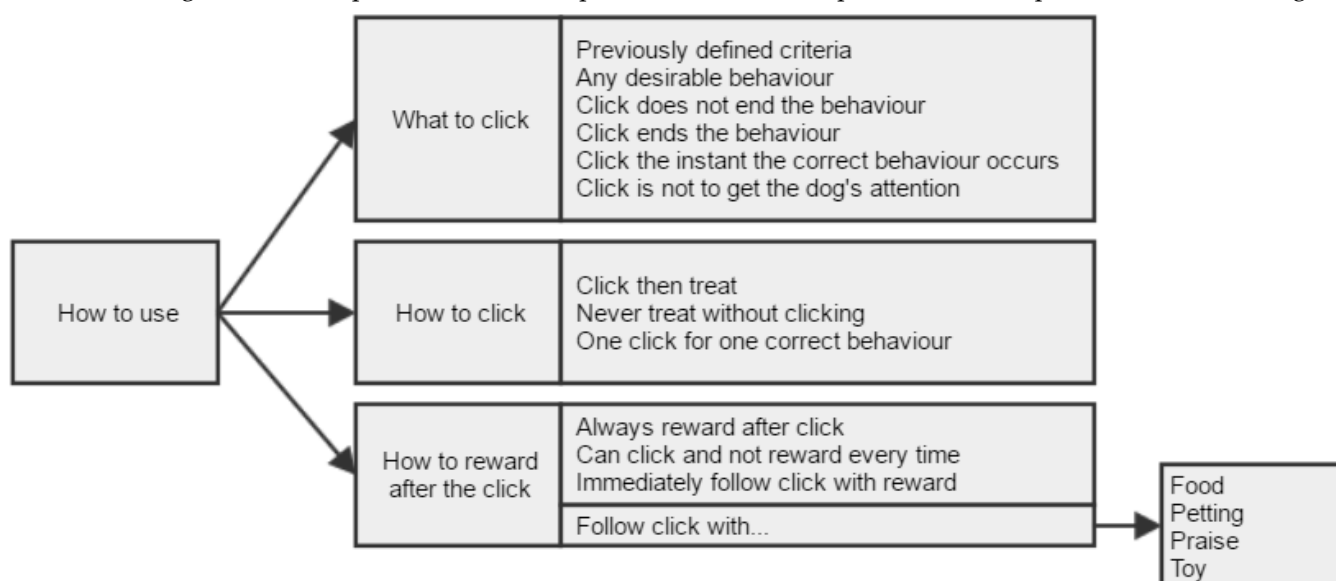 How to use
What to click
Previously defined criteria
Any desirable behaviour
Click does not end the behaviour
Click ends the behaviour
Click the instant the correct behaviour occurs
Click is not to get the dog's attention
How to click
Click then treat
Never treat without clicking
One click for one correct behaviour
How to reward
after the click
Always reward after click
Can click and not reward every time
Immediately follow click with reward
Follow click with...
Food
Petting
Praise
Toy